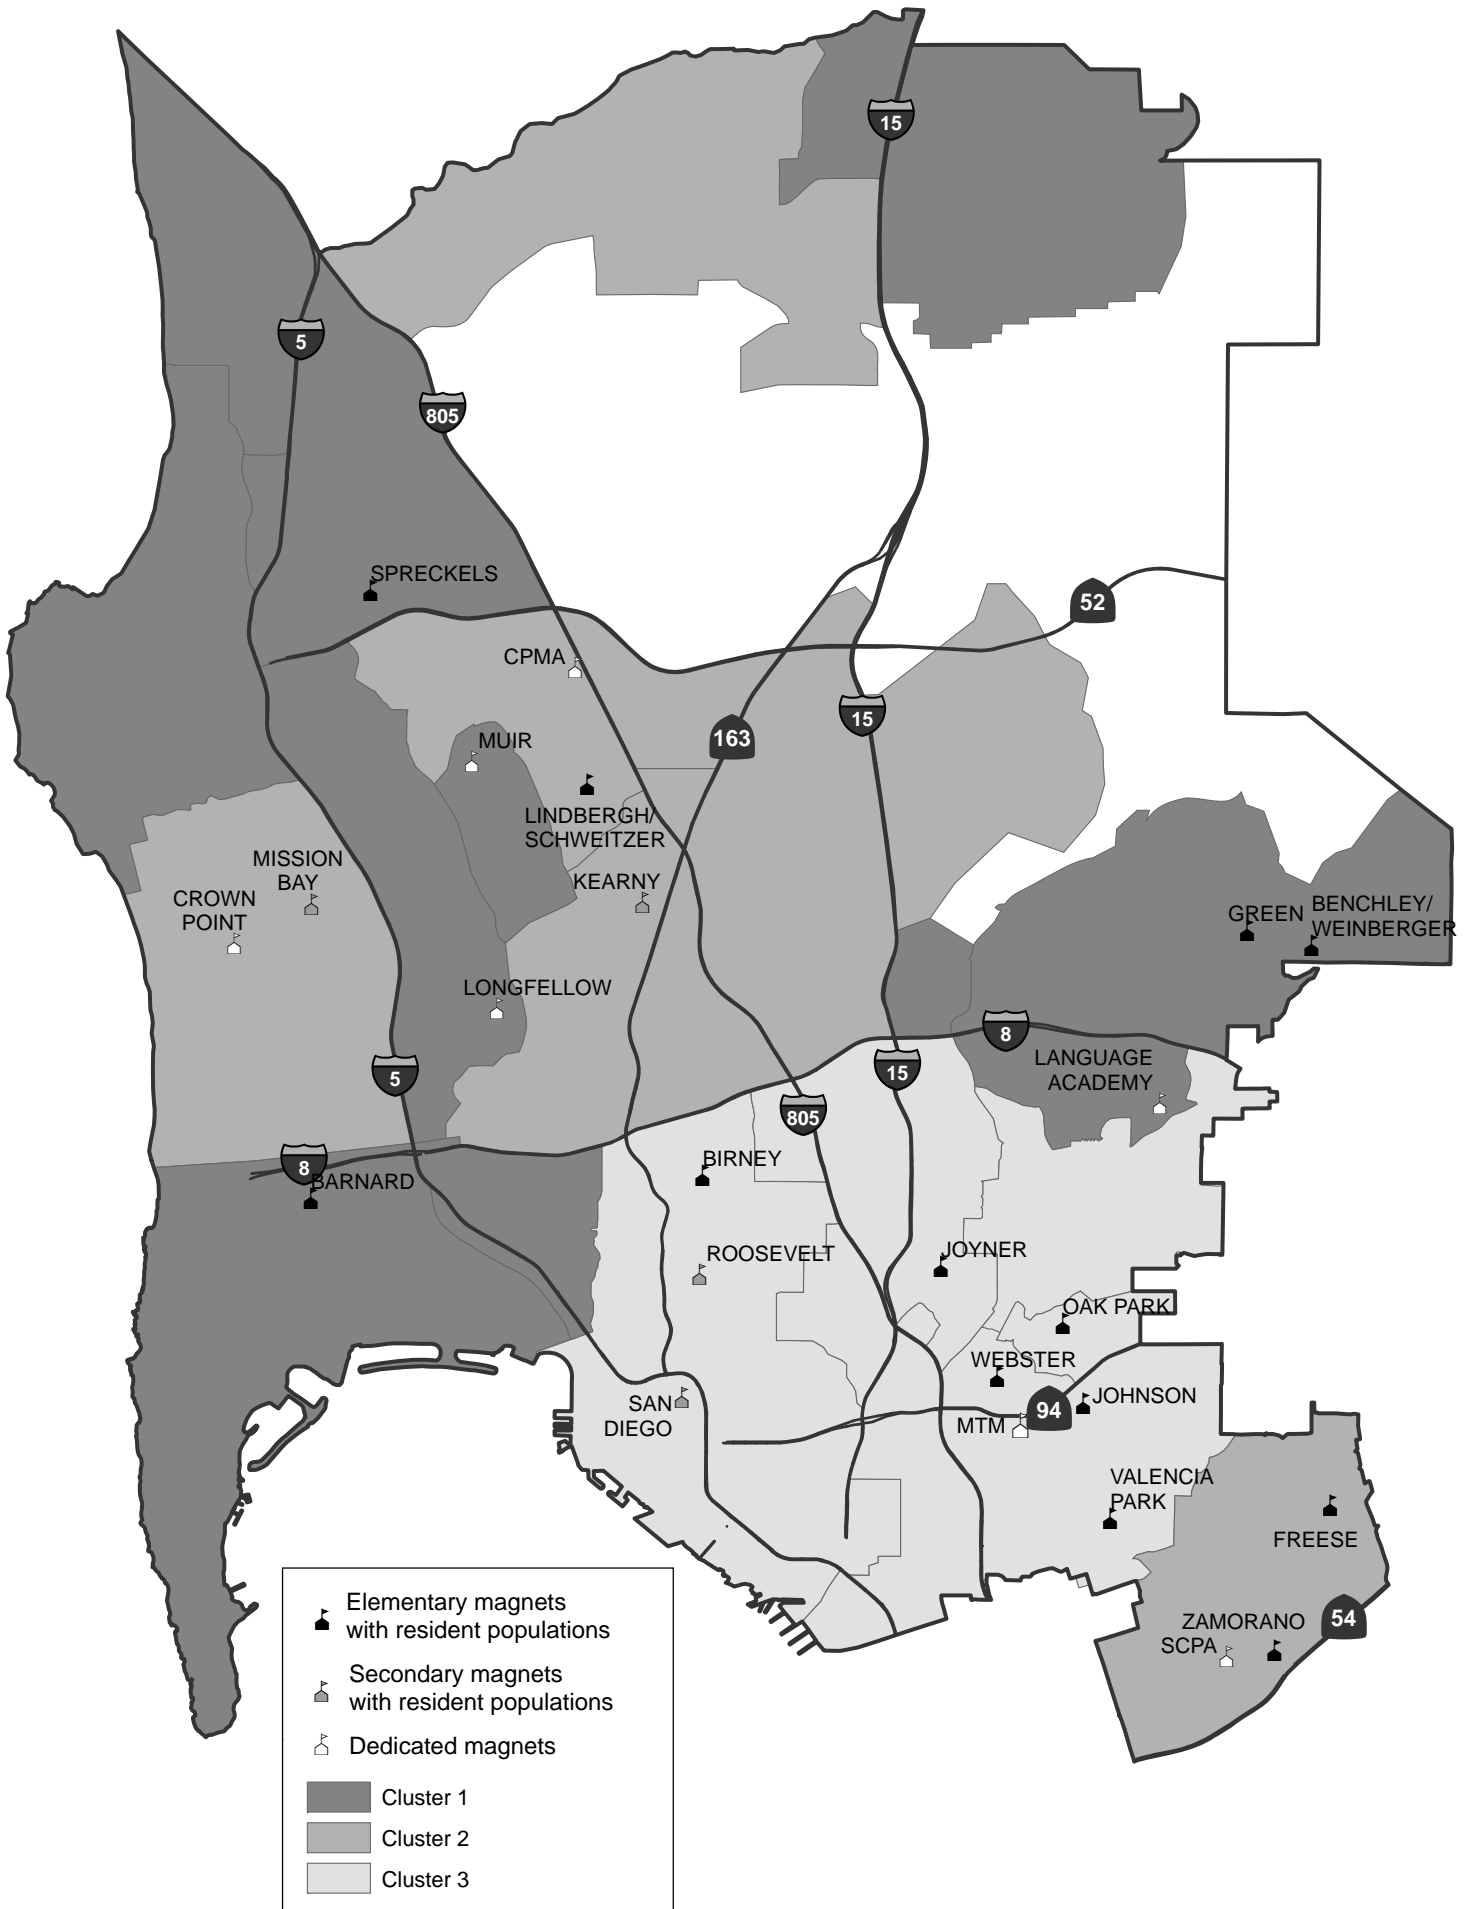 15
5
805
SPRECKELS
52
CPMA
15
163
MUIR
LINDBERGH/
SCHWEITZER
MISSION
BAY
KEARNY
CROWN
POINT
GREEN
BENCHLEY/
WEINBERGER
LONGFELLOW
8
LANGUAGE
ACADEMY
5
15
805
8
BARNARD
BIRNEY
ROOSEVELT
JOYNER
OAK PARK
WEBSTER
SAN
DIEGO
94
JOHNSON
MTM
VALENCIA
PARK
FREESE
ZAMORANO
SCPA
54
Elementary magnets
with resident populations
Secondary magnets
with resident populations
Dedicated magnets
Cluster 1
Cluster 2
Cluster 3